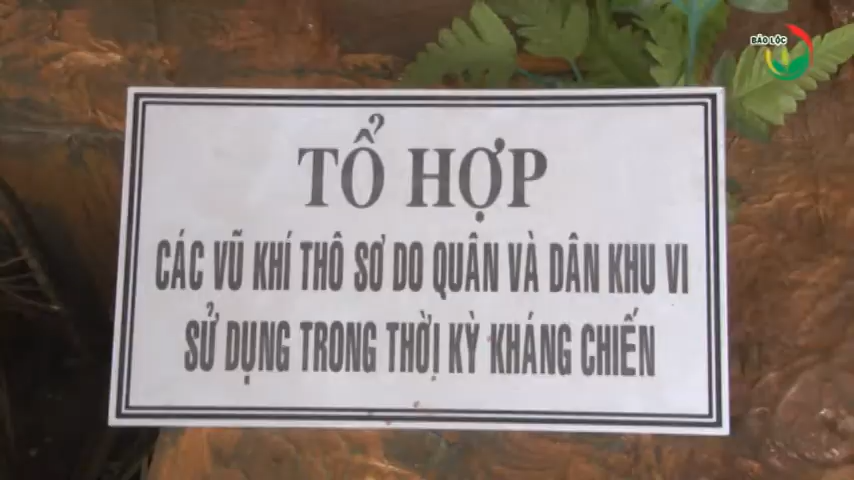 BẢO LỘC
TỔ HỢP
CÁC VŨ KHÍ THÔ SƠ DO QUÂN VÀ DÂN KHU VI
SỬ DỤNG TRONG THỜI KỲ KHÁNG CHIẾN